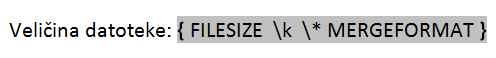 Veličina datoteke: { FILESIZE  \k  \* MERGEFORMAT }